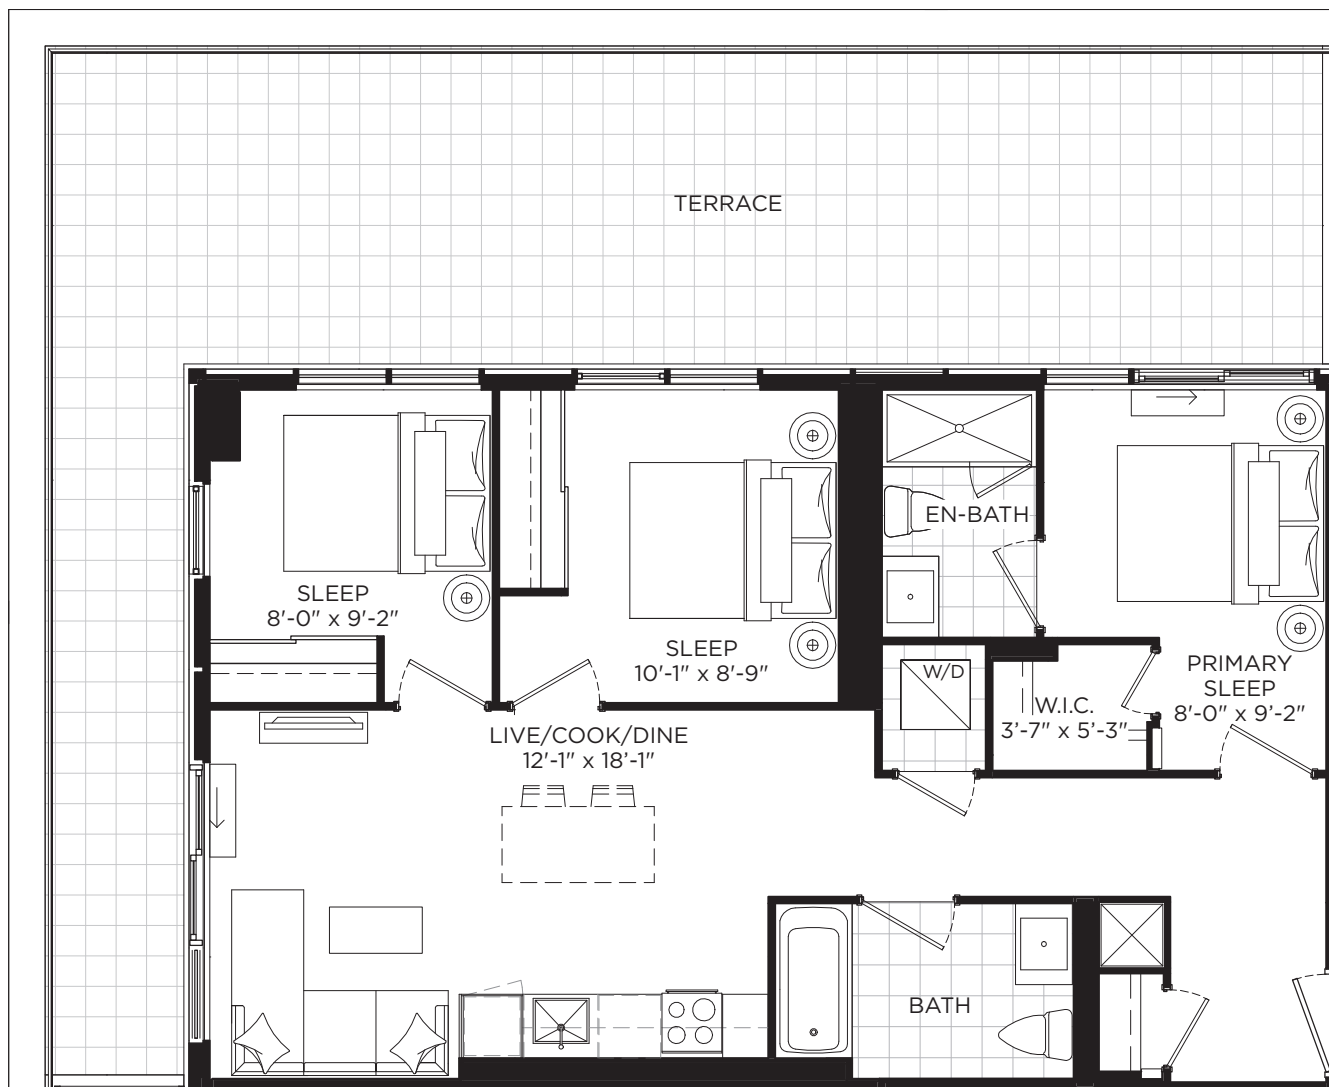 TERRACE
EN-BATH
SLEEP
8'-0" x 9'-2"
SLEEP
10'-1" x 8'-9"
W/D
W.I.C.
3’-7" x 5’-3"
PRIMARY
SLEEP
8’-0" x 9’-2"
LIVE/COOK/DINE
12'-1" x 18’-1"
BATH